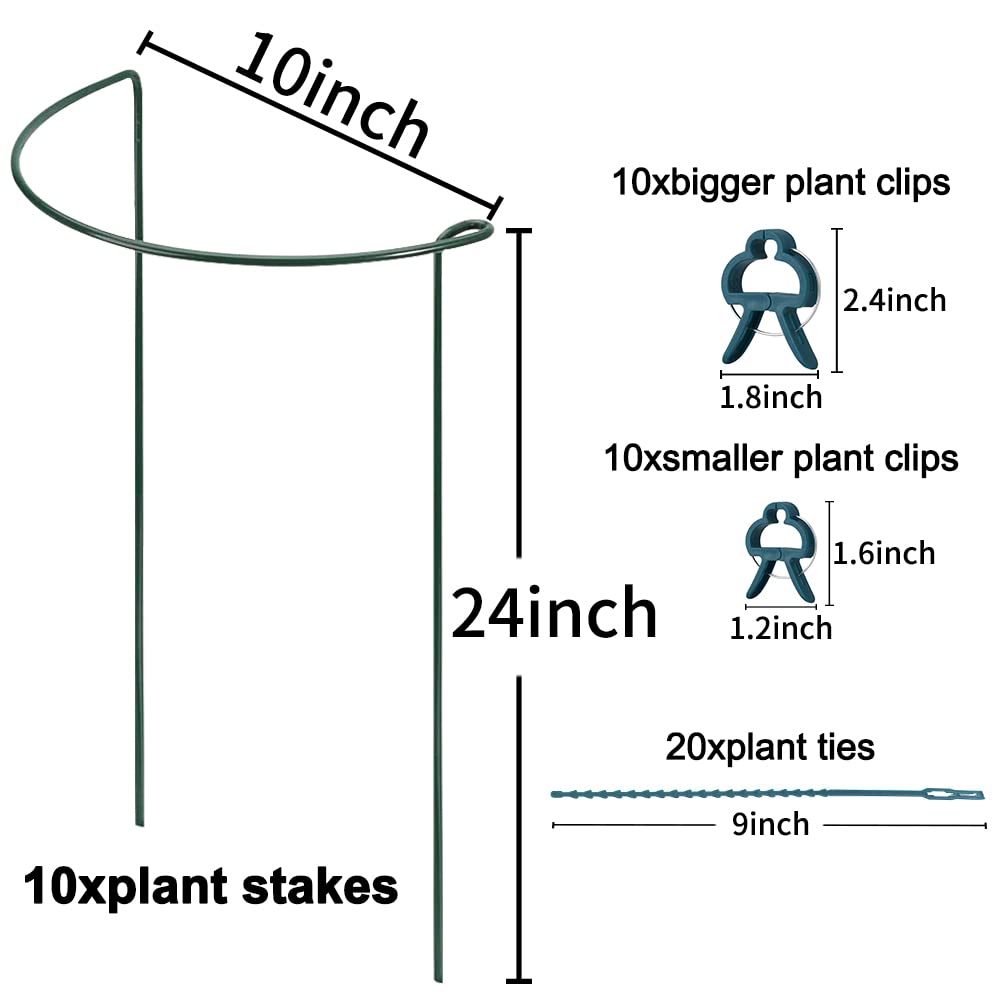 10inch
10xbigger plant clips
2.4inch
1.8inch
10xsmaller plant clips
1.6inch
1.2inch
24inch
20xplant ties
9inch
10xplant stakes